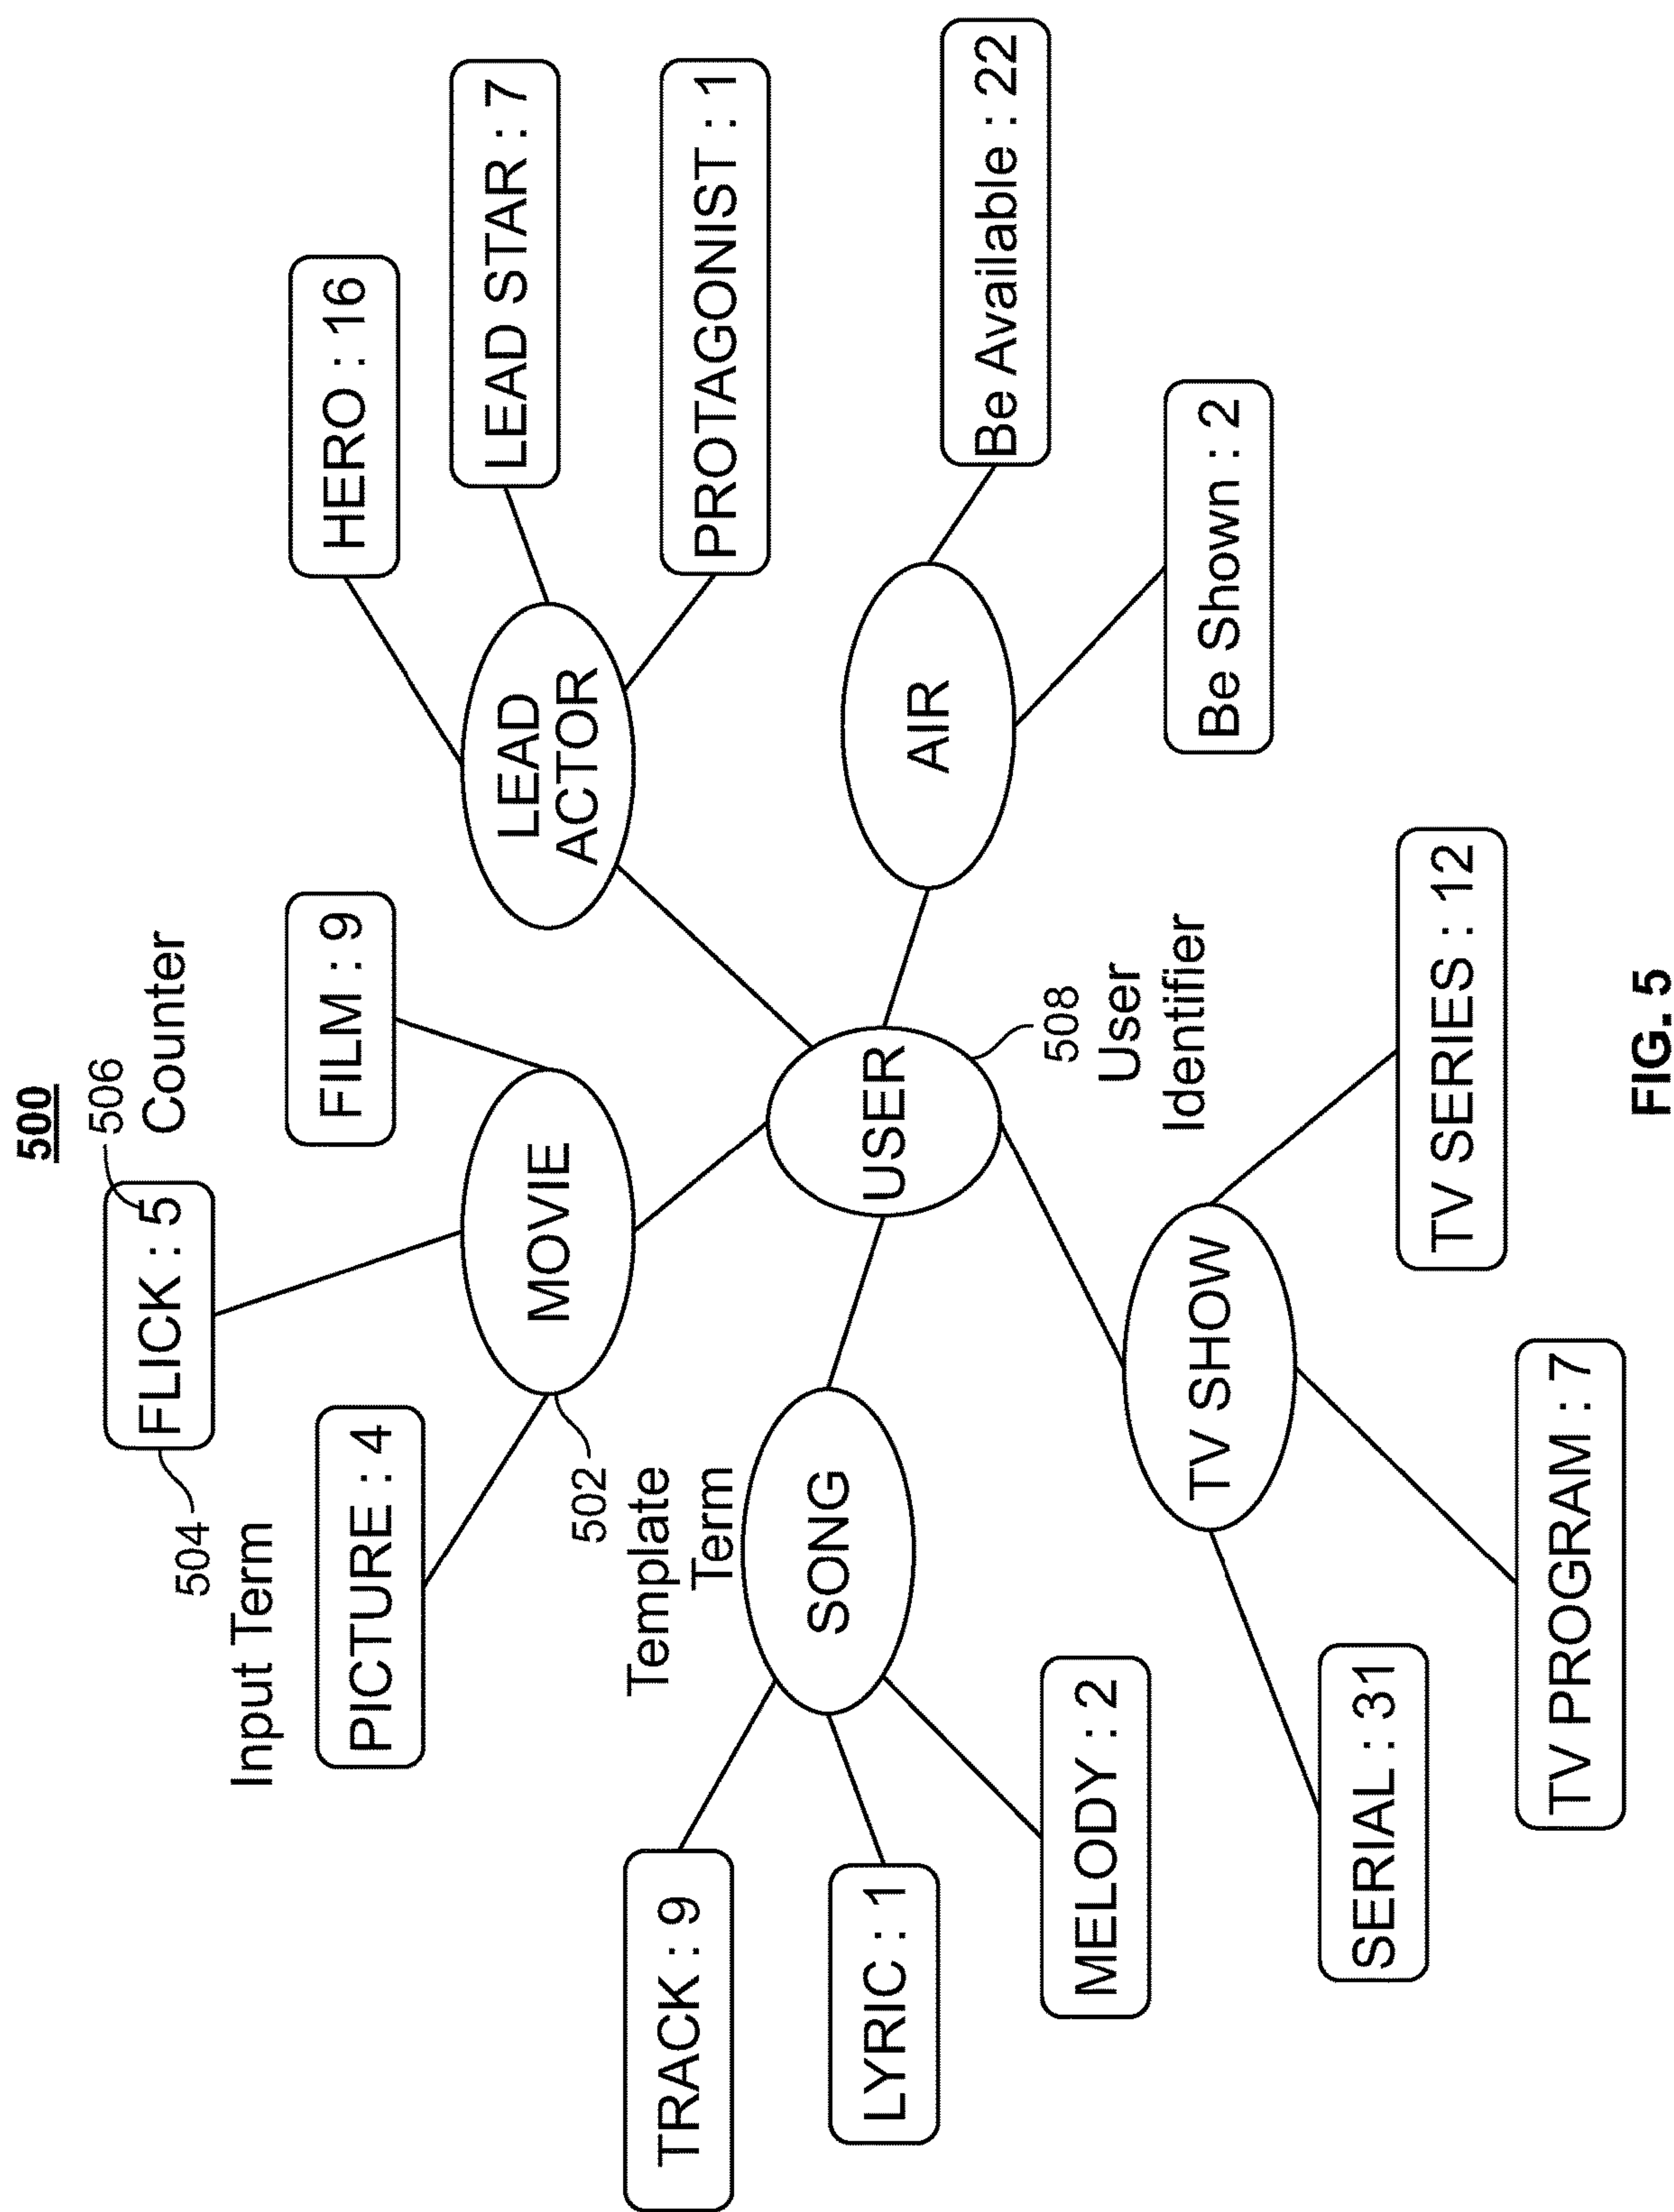 500
506
Counter
FLICK : 5
504
Input Term
FILM : 9
PICTURE : 4
MOVIE
502
Template
Term
HERO : 16
LEAD STAR : 7
PROTAGONIST : 1
LEAD
ACTOR
TRACK : 9
LYRIC : 1
MELODY : 2
SONG
USER
508
User
Identifier
AIR
Be Available : 22
Be Shown : 2
TV SHOW
SERIAL : 31
TV PROGRAM : 7
TV SERIES : 12
FIG. 5